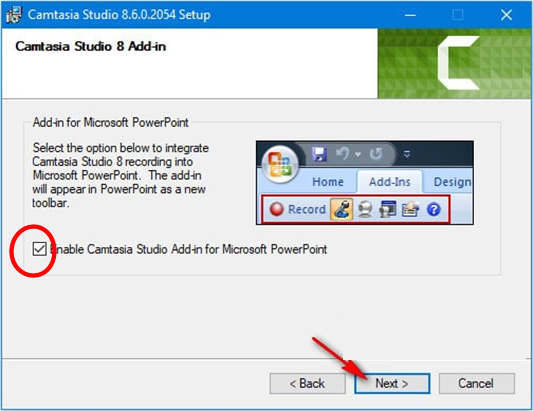 Camtasia Studio 8.6.0.2054 Setup
Camtasia Studio 8 Add-in
Add-in for Microsoft PowerPoint
Select the option below to integrate
Camtasia Studio 8 recording into
Microsoft PowerPoint. The add-in
will appear in PowerPoint as a new
toolbar.
Home Add-Ins Design
Record
Enable Camtasia Studio Add-in for Microsoft PowerPoint
< Back Next > Cancel